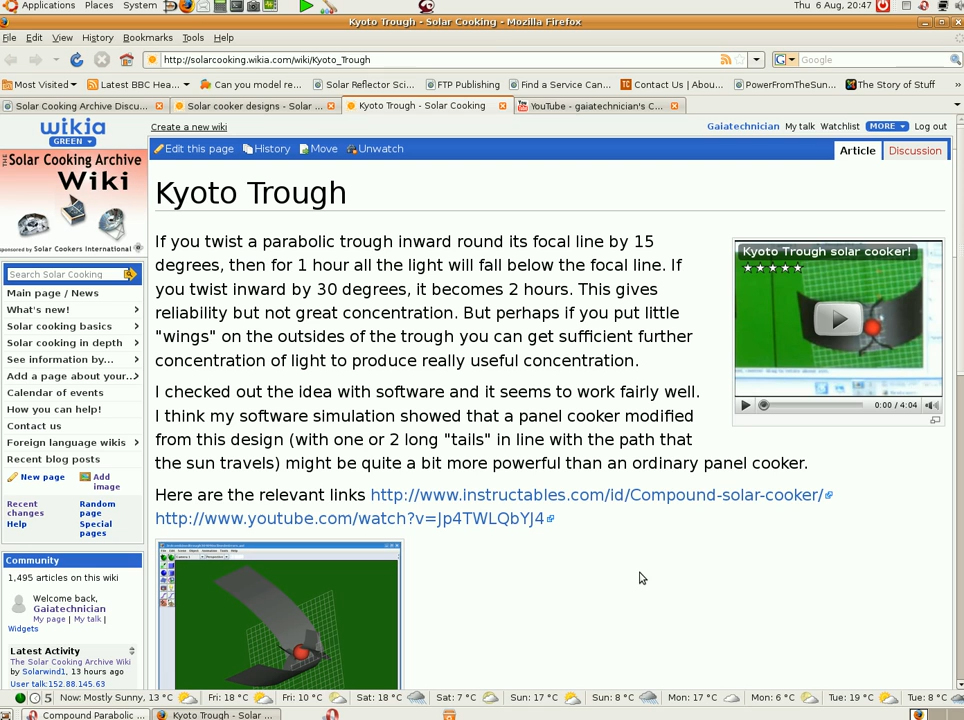 Applications Places System
Thu 6 Aug, 20:47
Kyoto Trough - Solar Cooking - Mozilla Firefox
File Edit View History Bookmarks Tools Help
http://solarcooking.wikia.com/wiki/Kyoto_Trough
Google
Most Visited Latest BBC Hea... Can you model re... Solar Reflector Sci... FTP Publishing Find a Service Can... Contact Us | Abou... PowerFromTheSun... The Story of Stuff »
Solar Cooking Archive Discu... Solar cooker designs - Solar ... Kyoto Trough - Solar Cooking YouTube - gaiatechnician's C...
wikia
GREEN
Create a new wiki
Gaiatechnician My talk Watchlist MORE Log out
Edit this page History Move Unwatch
Article Discussion
THE Solar Cooking Archive
Wiki
sponsored by Solar Cookers International
Kyoto Trough
If you twist a parabolic trough inward round its focal line by 15
degrees, then for 1 hour all the light will fall below the focal line. If
you twist inward by 30 degrees, it becomes 2 hours. This gives
reliability but not great concentration. But perhaps if you put little
"wings" on the outsides of the trough you can get sufficient further
concentration of light to produce really useful concentration.
I checked out the idea with software and it seems to work fairly well.
I think my software simulation showed that a panel cooker modified
from this design (with one or 2 long "tails" in line with the path that
the sun travels) might be quite a bit more powerful than an ordinary panel cooker.
Here are the relevant links http://www.instructables.com/id/Compound-solar-cooker/
http://www.youtube.com/watch?v=Jp4TWLQbYJ4
Kyoto Trough solar cooker!
0:00 / 4:04
Search Solar Cooking
Main page / News
What's new!
Solar cooking basics
Solar cooking in depth
See information by...
Add a page about your..
Calendar of events
How you can help!
Contact us
Foreign language wikis
Recent blog posts
New page Add image
Recent changes Random page
Help Special pages
Community
1,495 articles on this wiki
Welcome back,
Gaiatechnician
My page | My talk |
Widgets
Latest Activity
The Solar Cooking Archive Wiki
by Solarwind1, 13 hours ago
User talk:152.88.145.63
5 Now: Mostly Sunny, 13 °C Fri: 18 °C Fri: 10 °C Sat: 18 °C Sat: 7 °C Sun: 17 °C Sun: 8 °C Mon: 17 °C Mon: 6 °C Tue: 19 °C Tue: 8 °C
Compound Parabolic ... Kyoto Trough - Solar ...